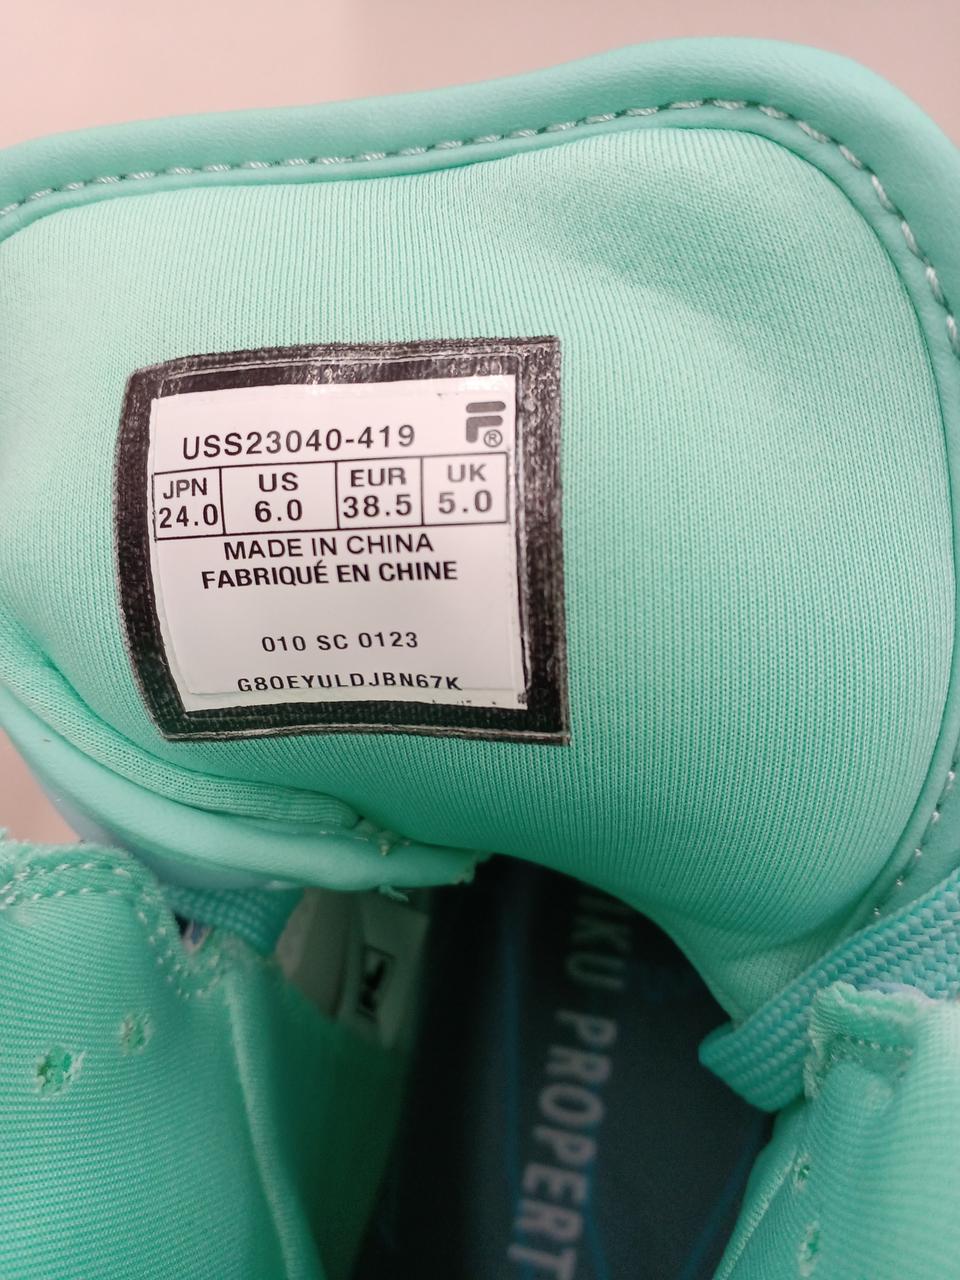 USS23040-419
F®
JPN US EUR UK
24.0 6.0 38.5 5.0
MADE IN CHINA
FABRIQUÉ EN CHINE
010 SC 0123
G80EYULDJBN67K
IKU PROPERT